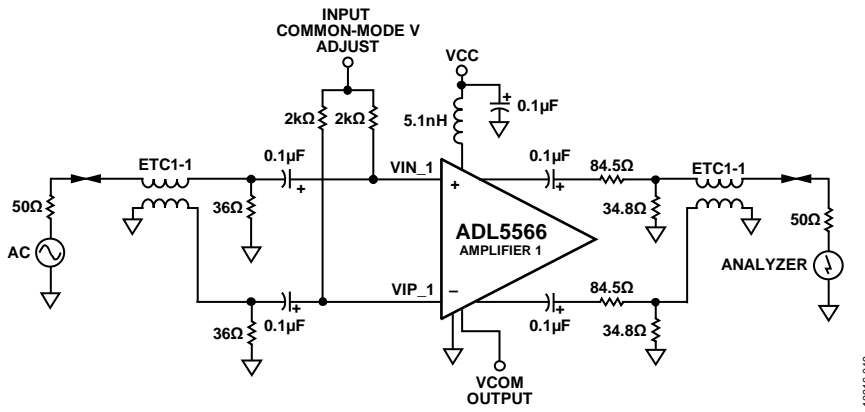 INPUT
COMMON-MODE V
ADJUST
VCC
0.1µF
5.1nH
2kΩ
2kΩ
ETC1-1
0.1µF
VIN_1
+
0.1µF
84.5Ω
ETC1-1
50Ω
36Ω
34.8Ω
50Ω
AC
ADL5566
AMPLIFIER 1
ANALYZER
84.5Ω
VIP_1
–
36Ω
0.1µF
0.1µF
34.8Ω
VCOM
OUTPUT